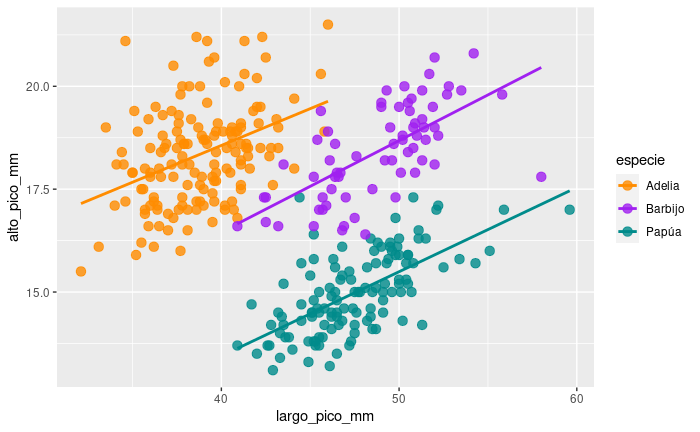 20.0
17.5
15.0
alto_pico_mm
40
50
60
largo_pico_mm
especie
Adelia
Barbijo
Papúa